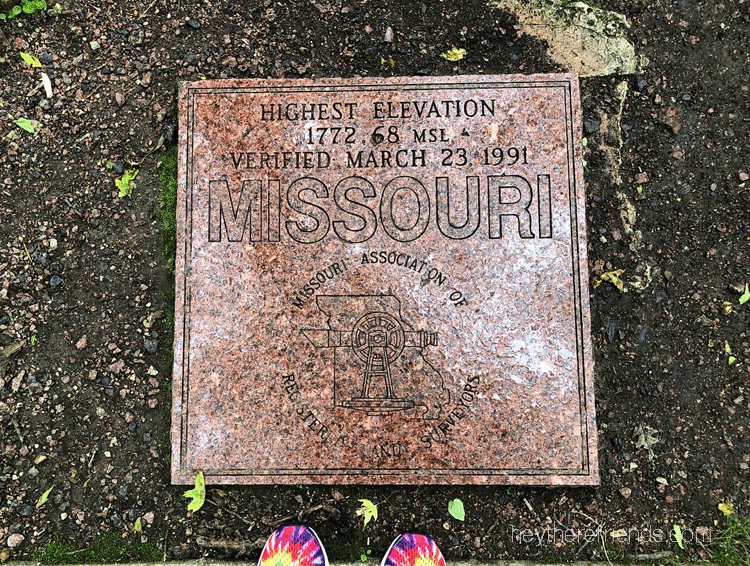 HIGHEST ELEVATION
1772.68 MSL
VERIFIED MARCH 23, 1991
MISSOURI
MISSOURI ASSOCIATION OF
REGISTERED LAND SURVEYORS
heytherefriends.com